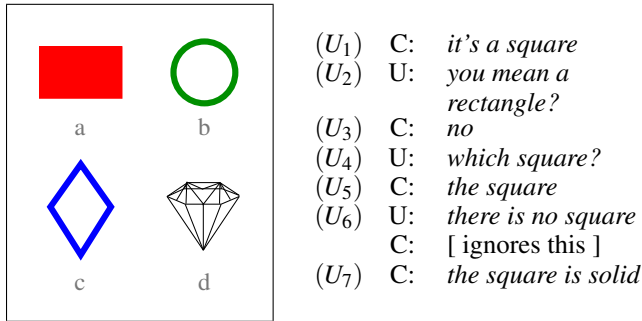 a b
c d
(U1) C: it's a square
(U2) U: you mean a
rectangle?
(U3) C: no
(U4) U: which square?
(U5) C: the square
(U6) U: there is no square
C: [ ignores this ]
(U7) C: the square is solid